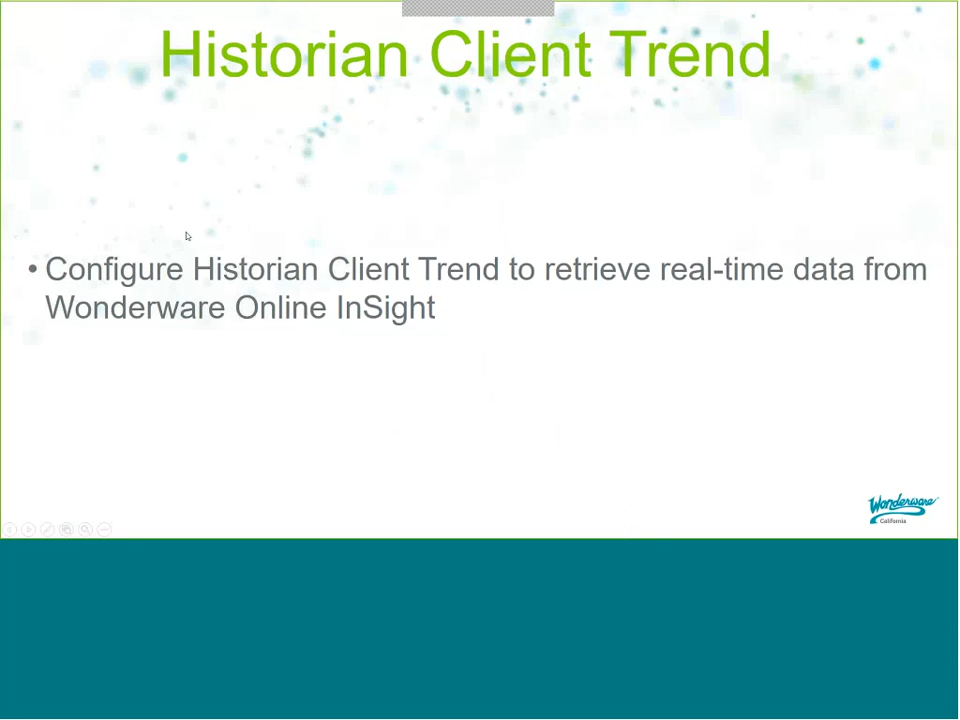 Historian Client Trend
• Configure Historian Client Trend to retrieve real-time data from
Wonderware Online InSight
Wonderware
California